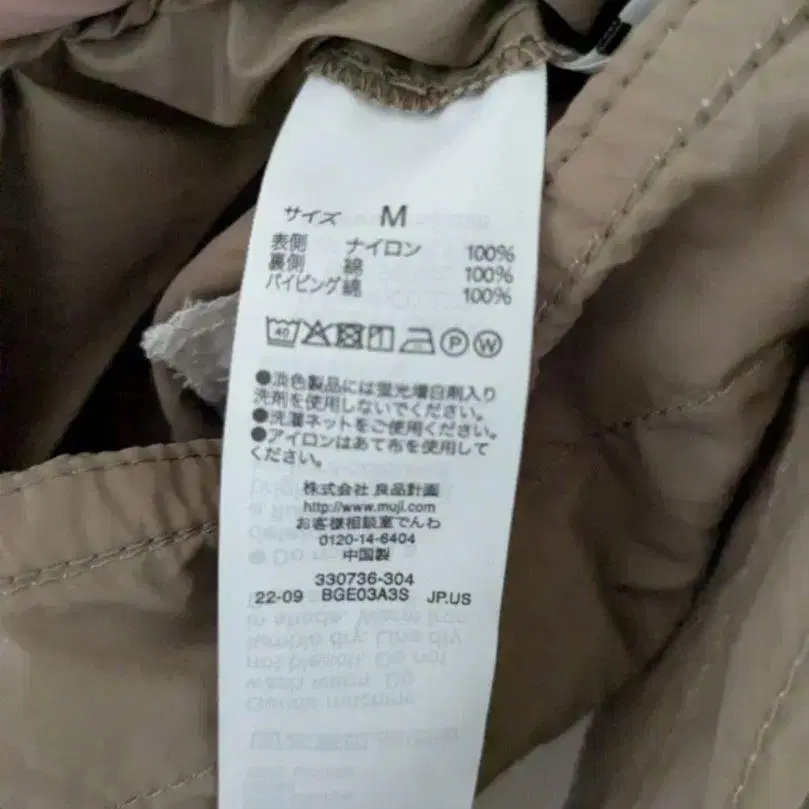 サイズ M
表側 ナイロン 100%
裏側 綿 100%
パイピング 綿 100%
40 P W
●淡色製品には蛍光増白剤入り
洗剤を使用しないでください。
●洗濯ネットをご使用ください。
●アイロンはあて布を使用して
ください。
株式会社 良品計画
http://www.muji.com
お客様相談室でんわ
0120-14-6404
中国製
330736-304
22-09 BGE03A3S JP.US